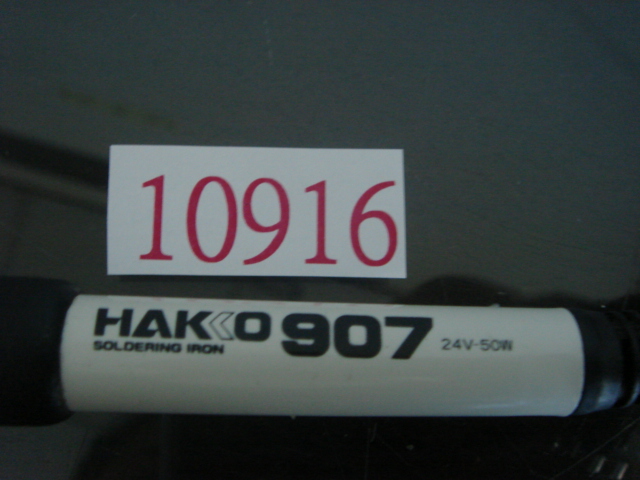 10916
HAKKO 907 24V-50W
SOLDERING IRON